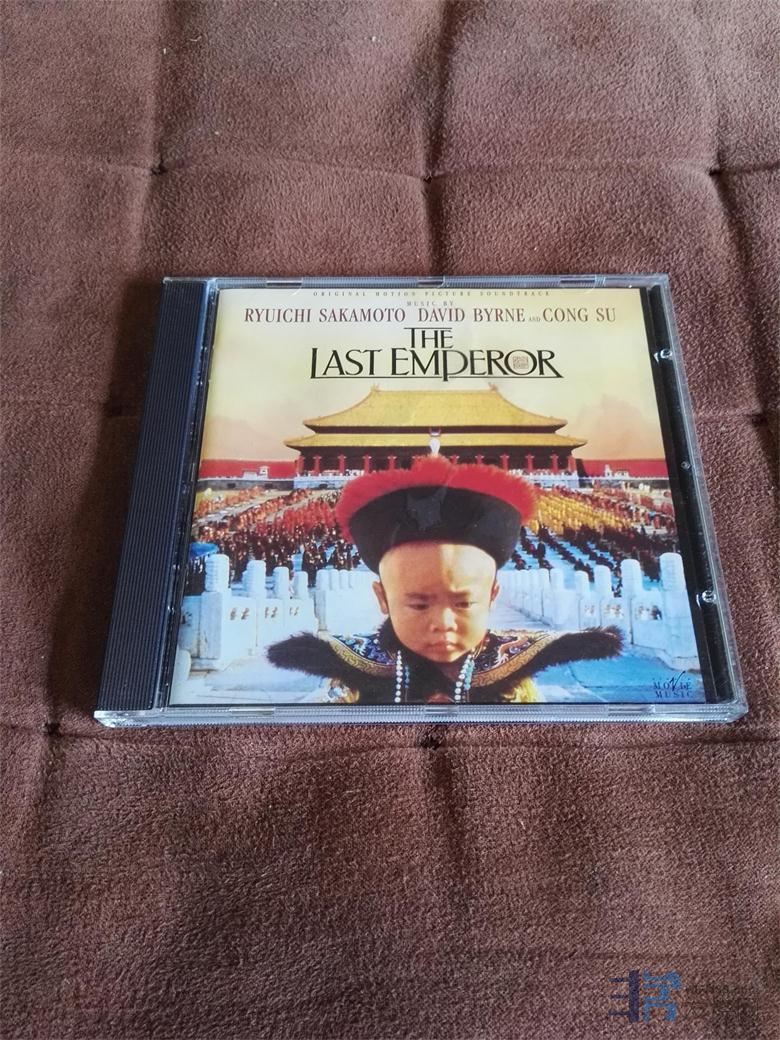 ORIGINAL MOTION PICTURE SOUNDTRACK
MUSIC BY
RYUICHI SAKAMOTO DAVID BYRNE AND CONG SU
THE
LAST EMPEROR
MOVIE
MUSIC